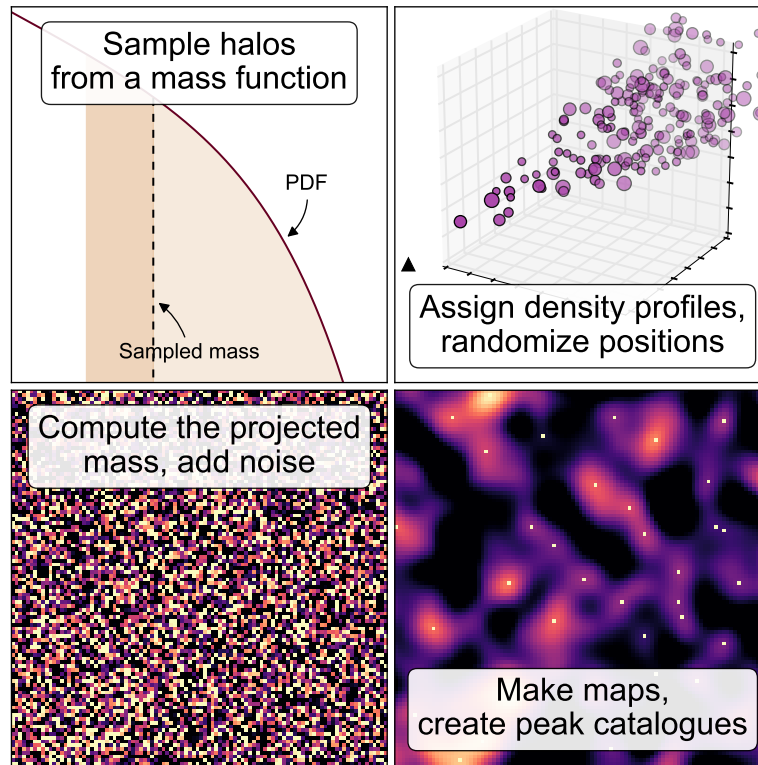 Sample halos
from a mass function
PDF
Sampled mass
Assign density profiles,
randomize positions
Compute the projected
mass, add noise
Make maps,
create peak catalogues